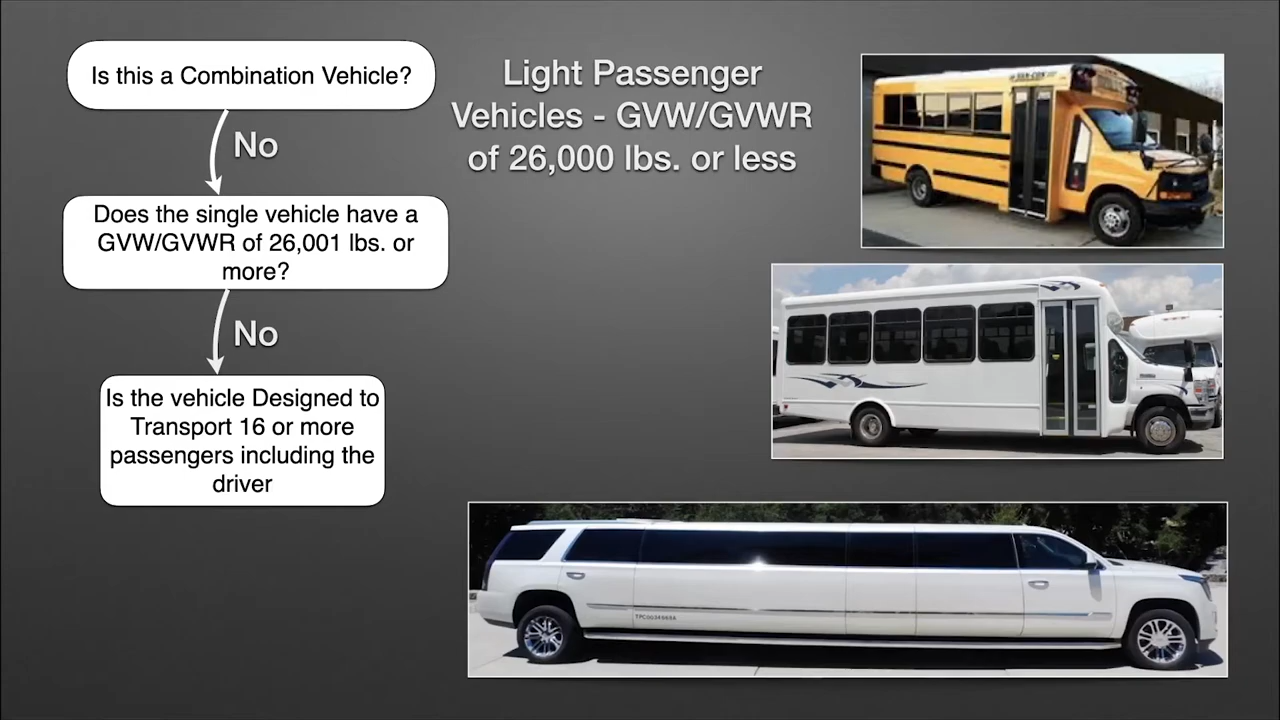 Is this a Combination Vehicle?
No
Does the single vehicle have a
GVW/GVWR of 26,001 lbs. or
more?
No
Is the vehicle Designed to
Transport 16 or more
passengers including the
driver
Light Passenger
Vehicles - GVW/GVWR
of 26,000 lbs. or less